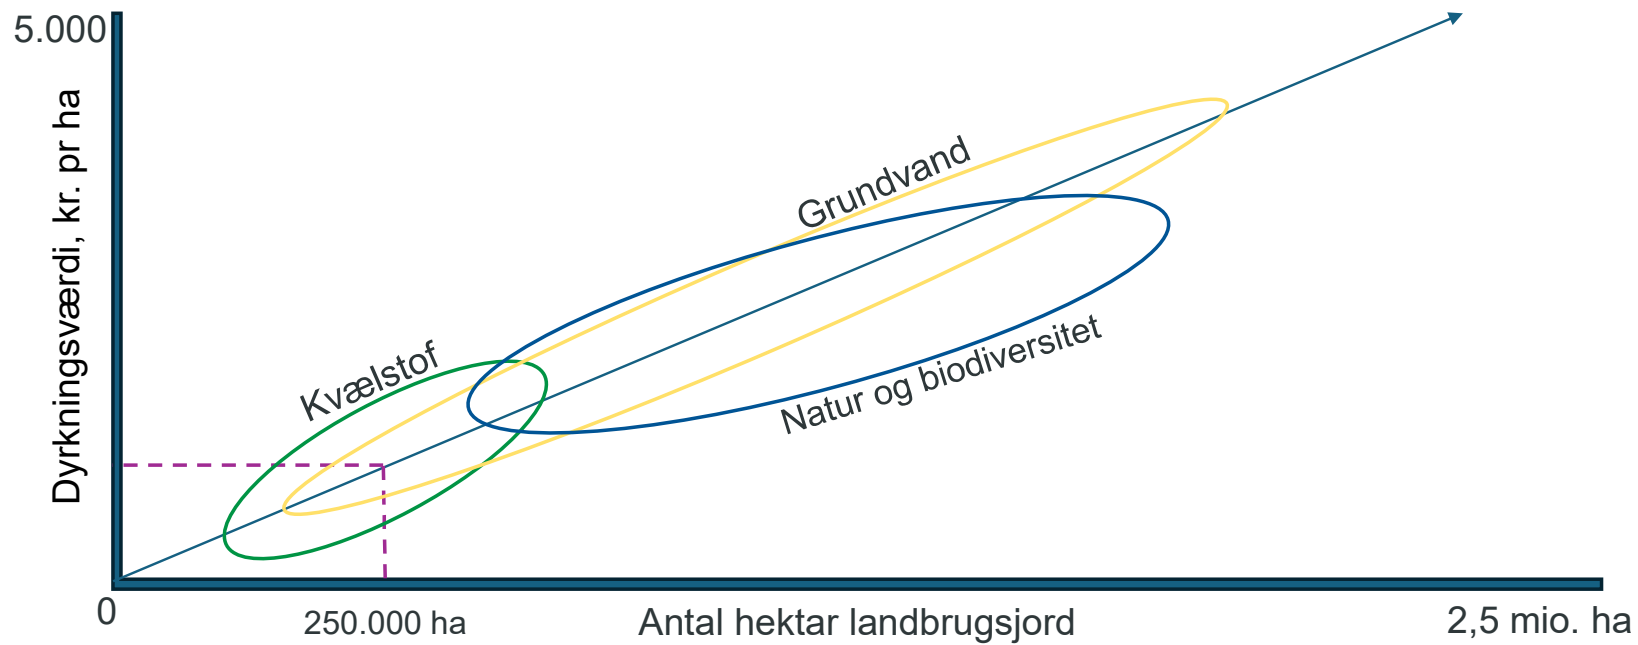 5.000
Dyrkningsværdi, kr. pr ha
Grundvand
Kvælstof
Natur og biodiversitet
0
250.000 ha
Antal hektar landbrugsjord
2,5 mio. ha